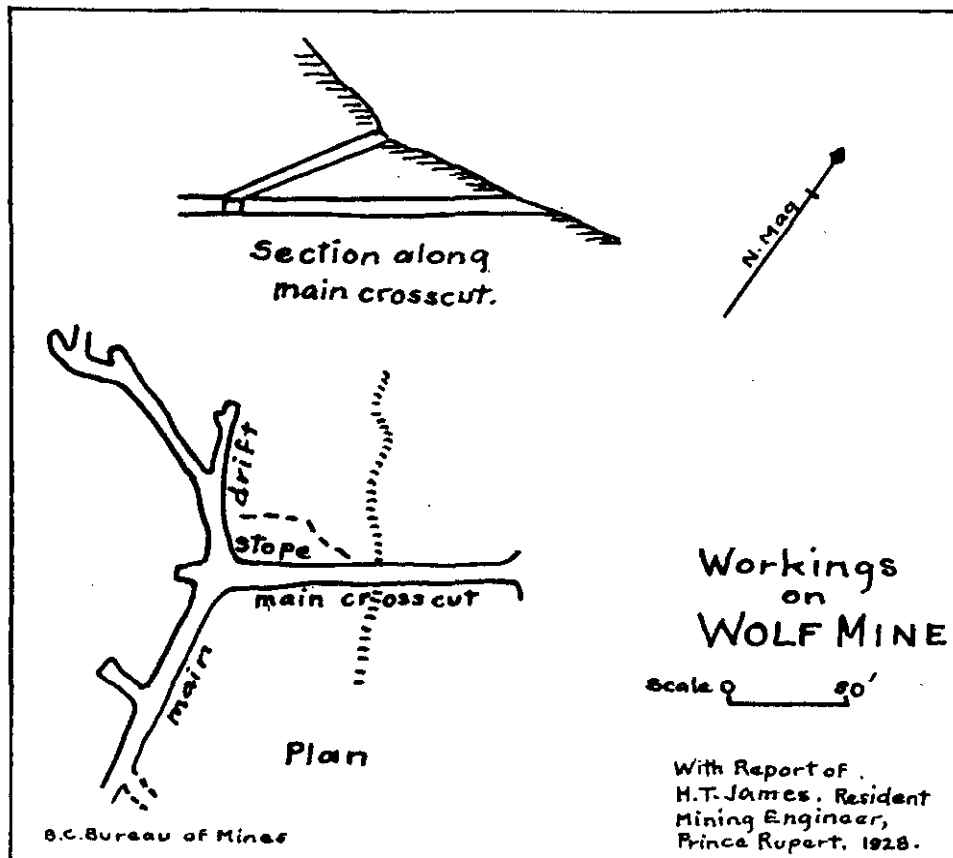 Section along
main crosscut.
N. Mag
drift
stope
main crosscut
main
Plan
Workings
on
WOLF MINE
Scale 0 80'
With Report of.
H.T. James. Resident
Mining Engineer,
Prince Rupert. 1928.
B.C. Bureau of Mines